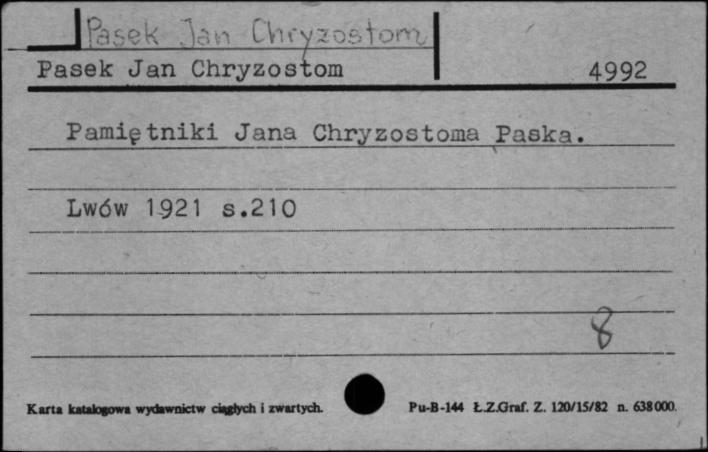 Pasek Jan Chryzostom
Pasek Jan Chryzostom 4992
Pamiętniki Jana Chryzostoma Paska.
Lwów 1921 s.210
8
Karta katalogowa wydawnictw ciągłych i zwartych. Pu-B-144 Ł.Z.Graf. Z. 120/15/82 n. 638000.